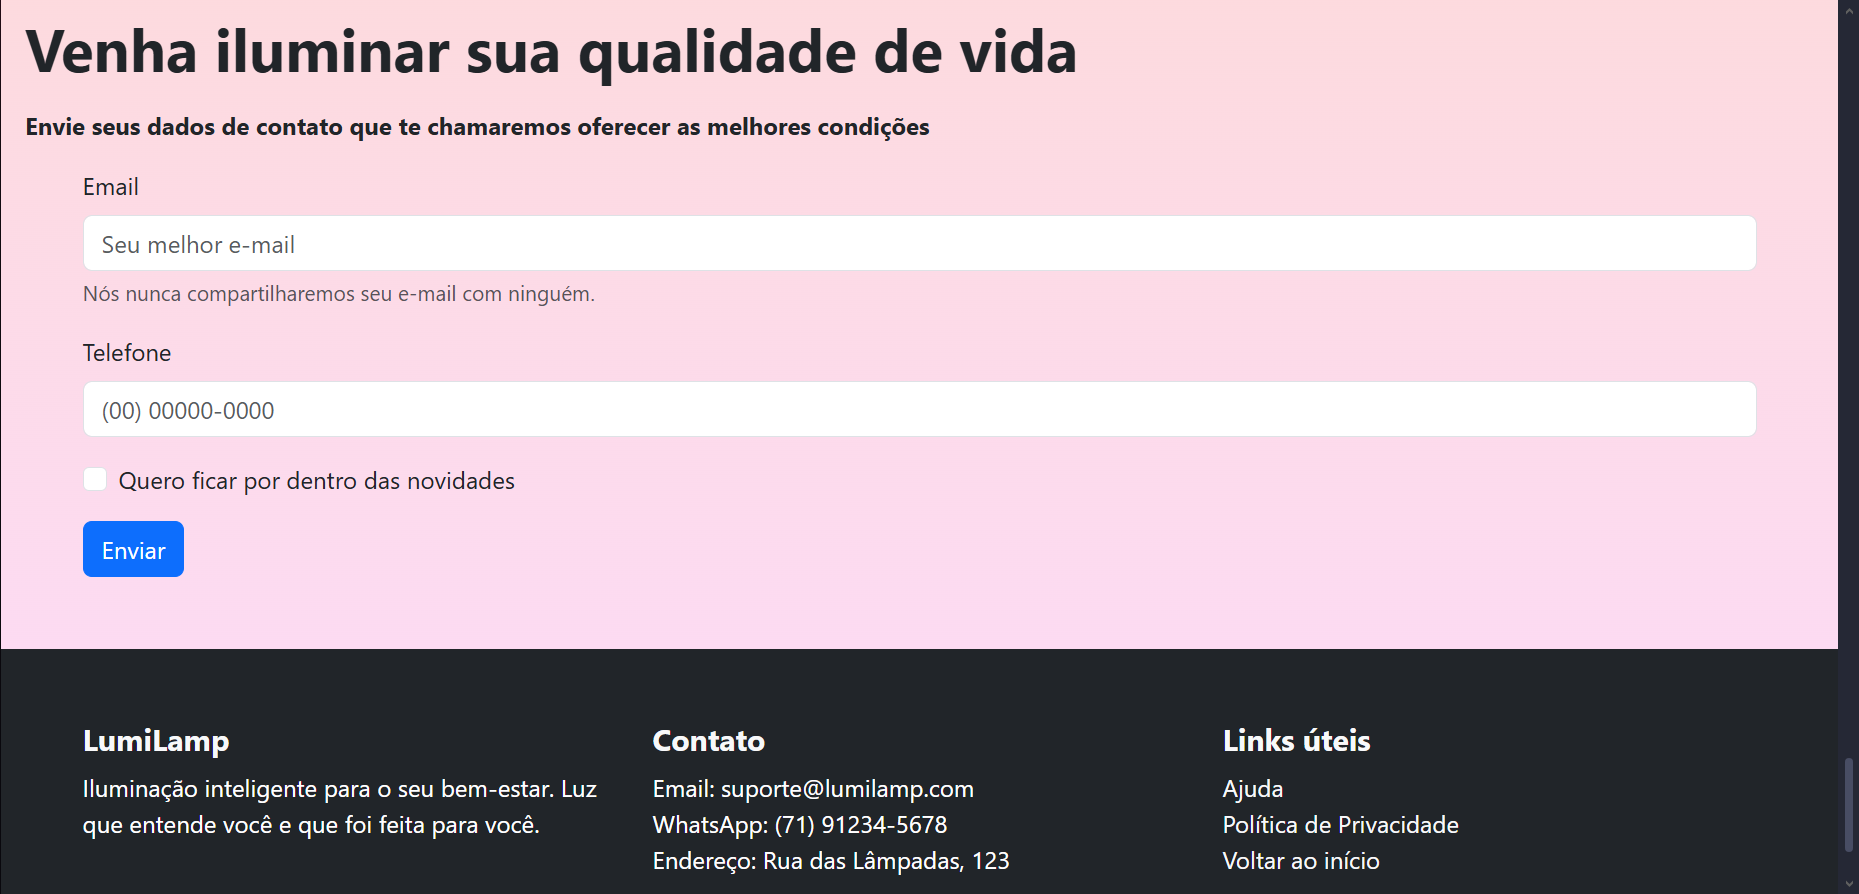 Venha iluminar sua qualidade de vida
Envie seus dados de contato que te chamaremos oferecer as melhores condições
Email
Seu melhor e-mail
Nós nunca compartilharemos seu e-mail com ninguém.
Telefone
(00) 00000-0000
Quero ficar por dentro das novidades
Enviar
LumiLamp
Iluminação inteligente para o seu bem-estar. Luz
que entende você e que foi feita para você.
Contato
Email: suporte@lumilamp.com
WhatsApp: (71) 91234-5678
Endereço: Rua das Lâmpadas, 123
Links úteis
Ajuda
Política de Privacidade
Voltar ao início